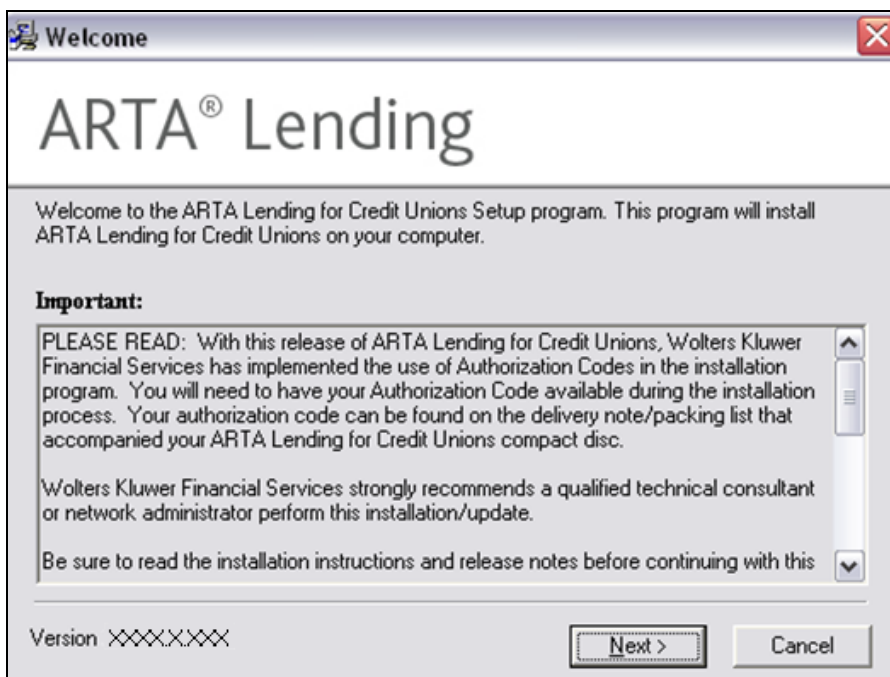 Welcome
ARTA® Lending
Welcome to the ARTA Lending for Credit Unions Setup program. This program will install
ARTA Lending for Credit Unions on your computer.
Important:
PLEASE READ:  With this release of ARTA Lending for Credit Unions, Wolters Kluwer
Financial Services has implemented the use of Authorization Codes in the installation
program.  You will need to have your Authorization Code available during the installation
process.  Your authorization code can be found on the delivery note/packing list that
accompanied your ARTA Lending for Credit Unions compact disc.
Wolters Kluwer Financial Services strongly recommends a qualified technical consultant
or network administrator perform this installation/update.
Be sure to read the installation instructions and release notes before continuing with this
Version XXXX.X.XXX
Next >
Cancel